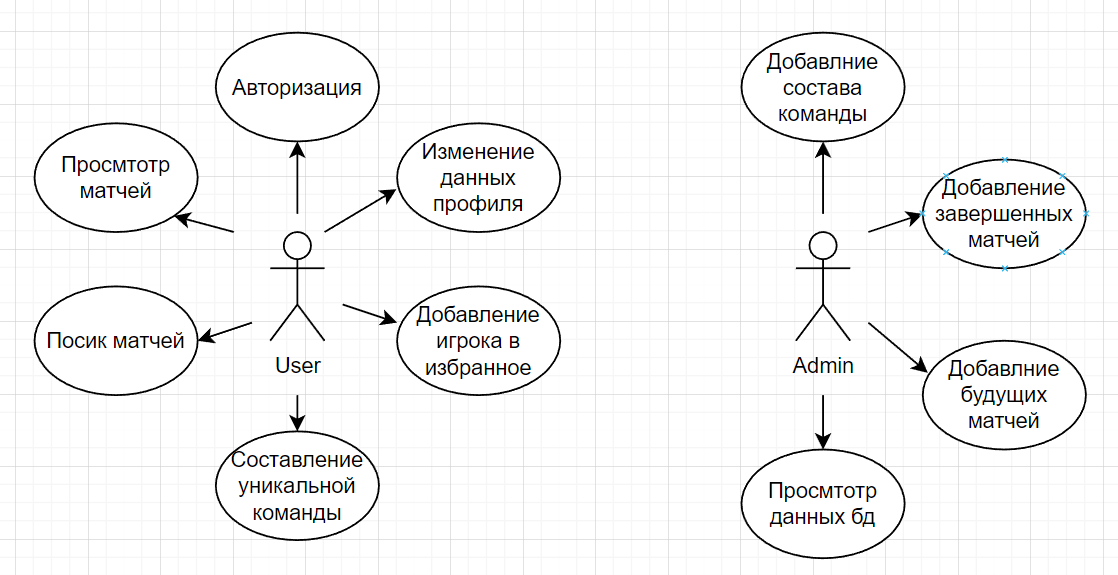 Авторизация
Просмтотр
матчей
Изменение
данных
профиля
Посик матчей
User
Добавление
игрока в
избранное
Составление
уникальной
команды
Добавлние
состава
команды
Добавление
завершенных
матчей
Admin
Добавлние
будущих
матчей
Просмтотр
данных бд